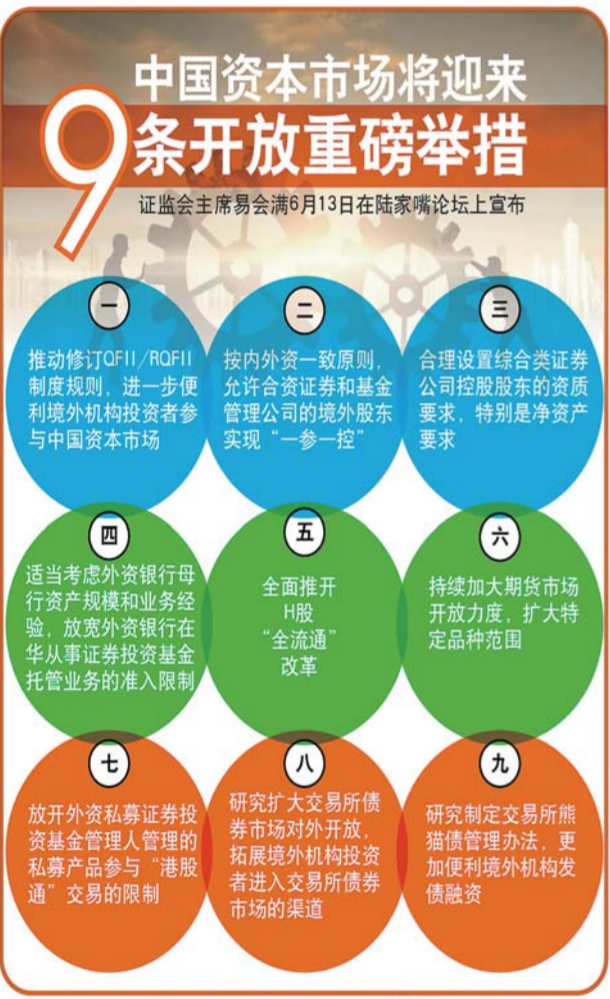 中国资本市场将迎来
9条开放重磅举措
证监会主席易会满6月13日在陆家嘴论坛上宣布
一
推动修订QFII/RQFII
制度规则，进一步便
利境外机构投资者参
与中国资本市场
二
按内外资一致原则，
允许合资证券和基金
管理公司的境外股东
实现“一参一控”
三
合理设置综合类证券
公司控股股东的资质
要求，特别是净资产
要求
四
适当考虑外资银行母
行资产规模和业务经
验，放宽外资银行在
华从事证券投资基金
托管业务的准入限制
五
全面推开
H股
“全流通”
改革
六
持续加大期货市场
开放力度，扩大特
定品种范围
七
放开外资私募证券投
资基金管理人管理的
私募产品参与“港股
通”交易的限制
八
研究扩大交易所债
券市场对外开放，
拓展境外机构投资
者进入交易所债券
市场的渠道
九
研究制定交易所熊
猫债管理办法，更
加便利境外机构发
债融资